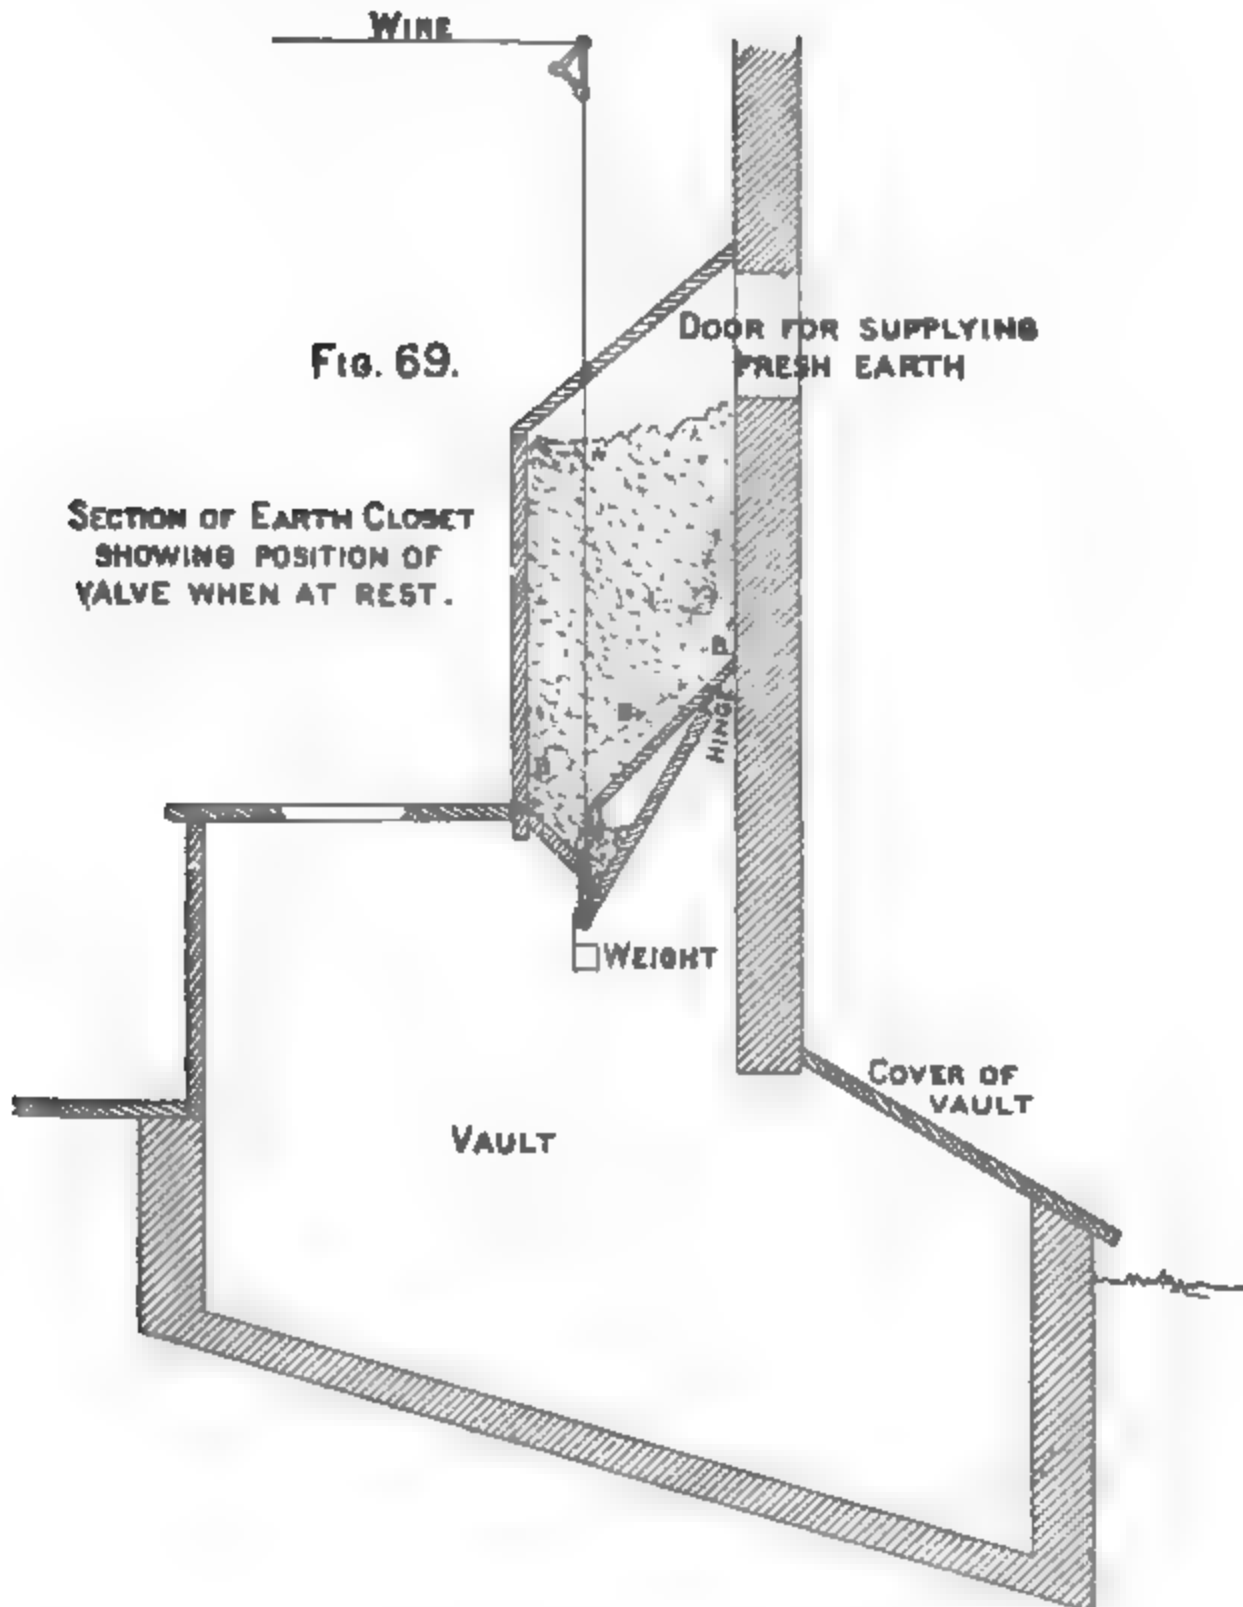 WIRE
FIG. 69.
DOOR FOR SUPPLYING
FRESH EARTH
SECTION OF EARTH CLOSET
SHOWING POSITION OF
VALVE WHEN AT REST.
B
B
B
HINGE
WEIGHT
COVER OF
VAULT
VAULT